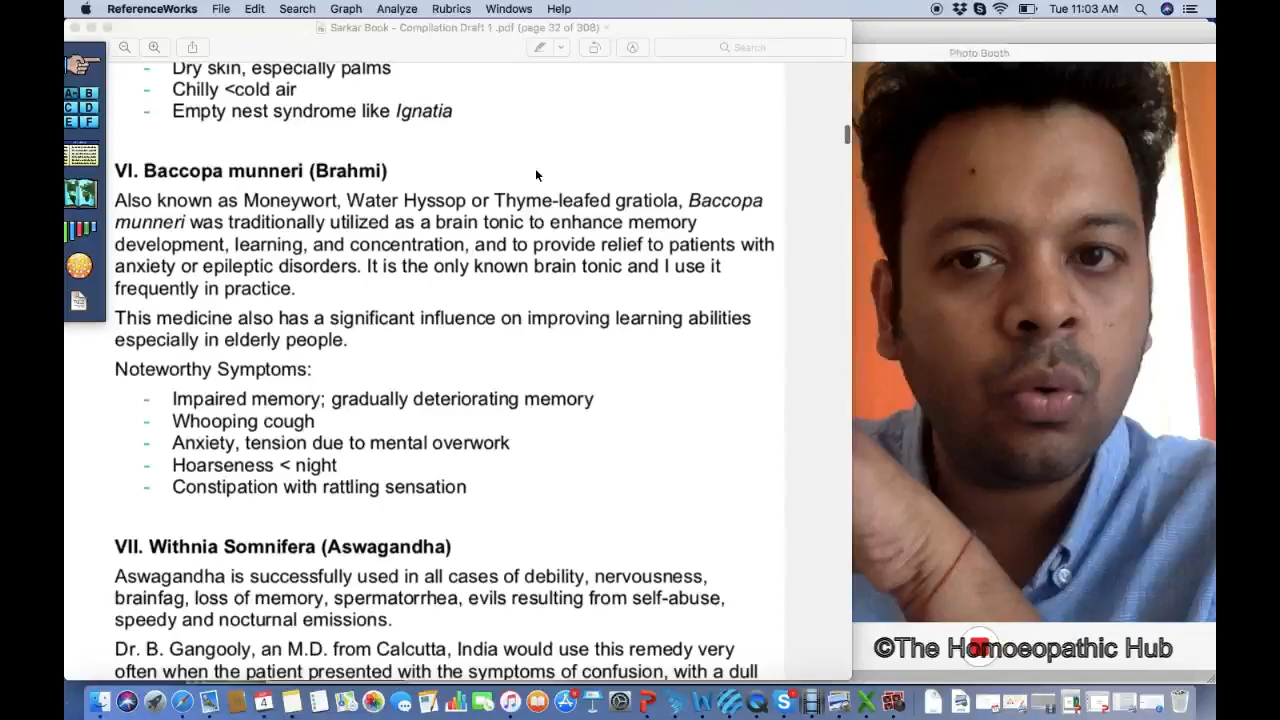 ReferenceWorks File Edit Search Graph Analyze Rubrics Windows Help Tue 11:03 AM
Sarkar Book - Compilation Draft 1 .pdf (page 32 of 308)
Photo Booth
Search
A- B
C D
E F
Dry skin, especially palms
- Chilly <cold air
- Empty nest syndrome like Ignatia
VI. Baccopa munneri (Brahmi)
Also known as Moneywort, Water Hyssop or Thyme-leafed gratiola, Baccopa
munneri was traditionally utilized as a brain tonic to enhance memory
development, learning, and concentration, and to provide relief to patients with
anxiety or epileptic disorders. It is the only known brain tonic and I use it
frequently in practice.
This medicine also has a significant influence on improving learning abilities
especially in elderly people.
Noteworthy Symptoms:
- Impaired memory; gradually deteriorating memory
- Whooping cough
- Anxiety, tension due to mental overwork
- Hoarseness < night
- Constipation with rattling sensation
VII. Withnia Somnifera (Aswagandha)
Aswagandha is successfully used in all cases of debility, nervousness,
brainfag, loss of memory, spermatorrhea, evils resulting from self-abuse,
speedy and nocturnal emissions.
Dr. B. Gangooly, an M.D. from Calcutta, India would use this remedy very
often when the patient presented with the symptoms of confusion, with a dull
©The Homoeopathic Hub